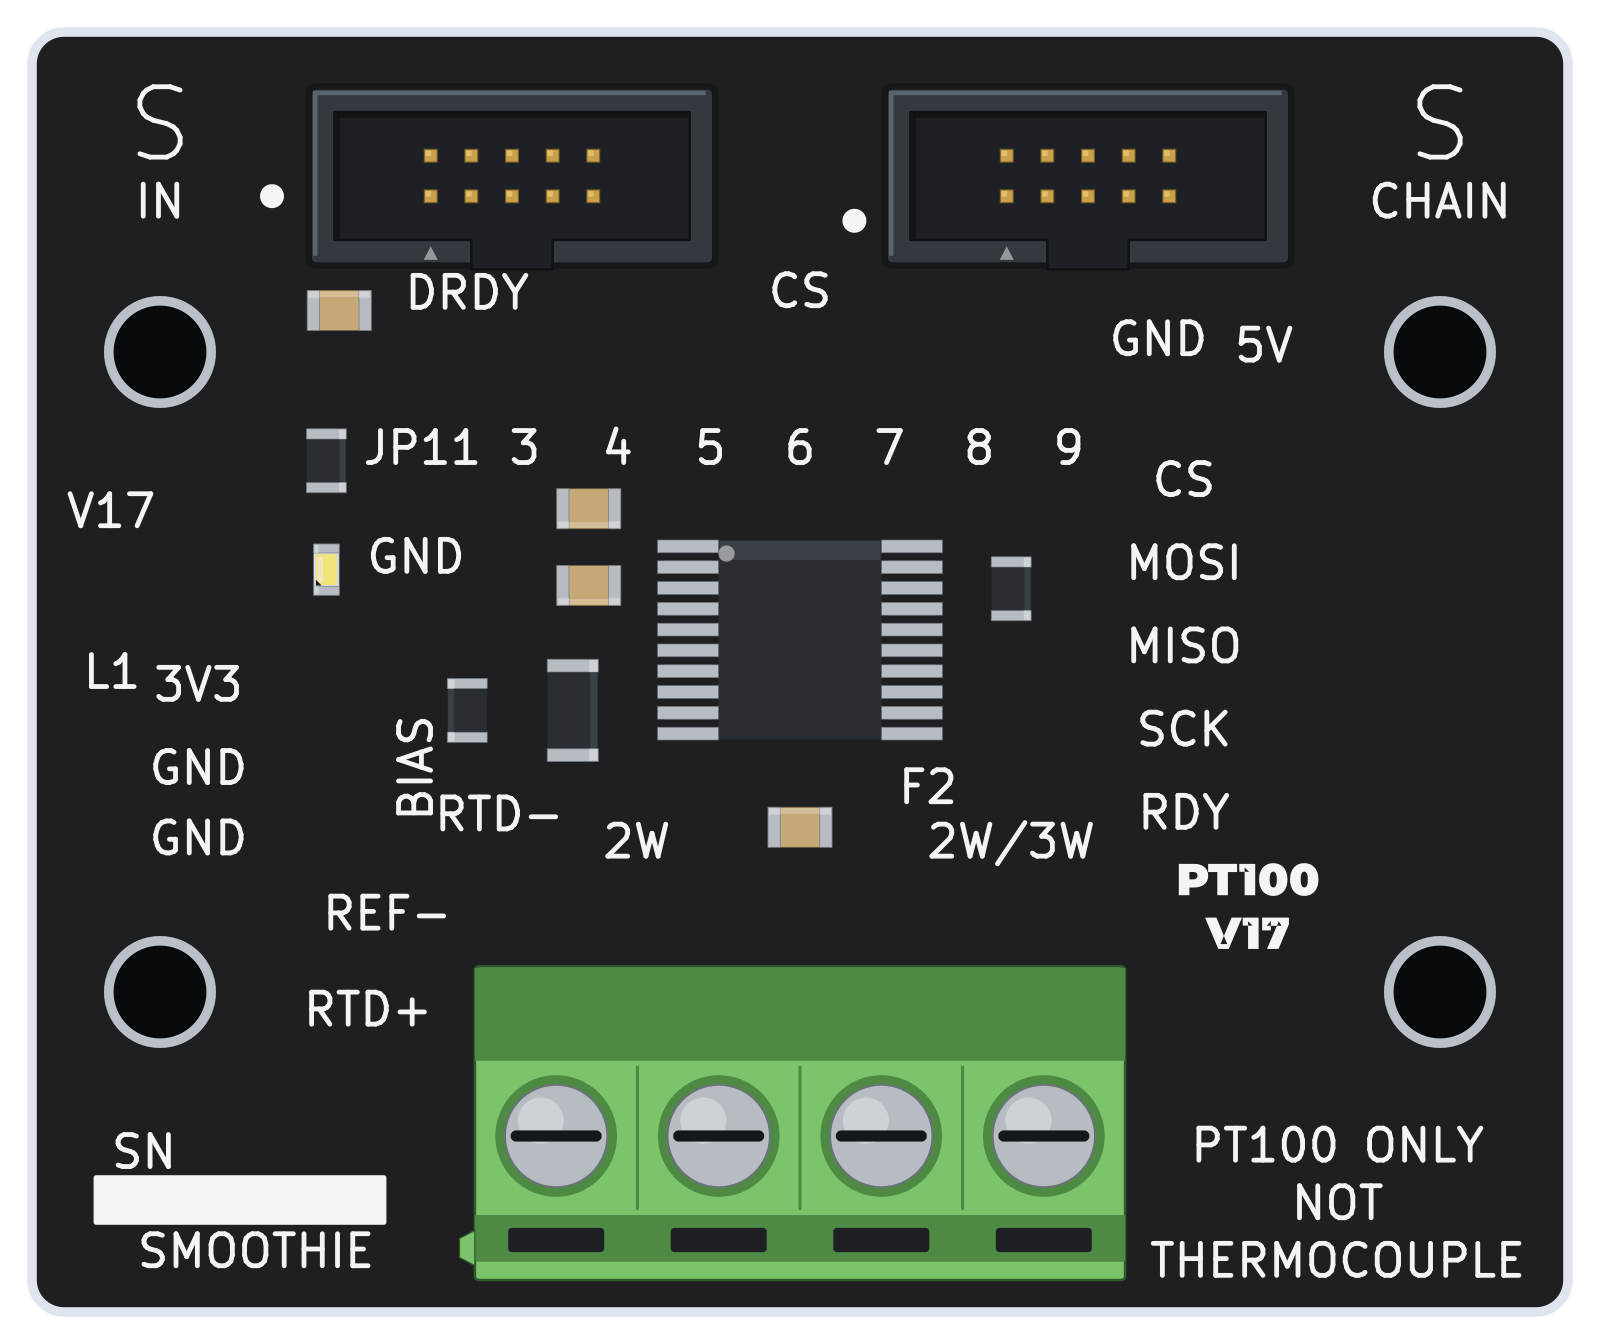 S
S
IN
CHAIN
DRDY
CS
GND 5V
JP11 3 4 5 6 7 8 9
CS
V17
GND
MOSI
MISO
L1 3V3
SCK
BIAS
GND
F2
RTD-
RDY
GND
2W
2W/3W
PT100
V17
REF-
RTD+
SN
PT100 ONLY
NOT
THERMOCOUPLE
SMOOTHIE